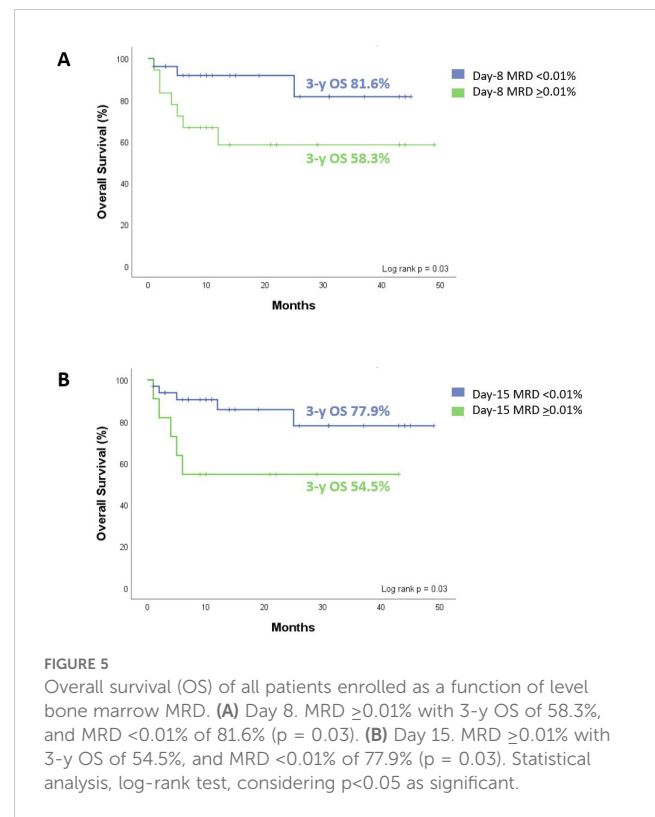 A
Overall Survival (%)
100
80
60
40
20
0
3-y OS 81.6%
3-y OS 58.3%
Day-8 MRD <0.01%
Day-8 MRD ≥0.01%
Log rank p = 0.03
0 10 20 30 40 50
Months
B
Overall Survival (%)
100
80
60
40
20
0
3-y OS 77.9%
3-y OS 54.5%
Day-15 MRD <0.01%
Day-15 MRD ≥0.01%
Log rank p = 0.03
0 10 20 30 40 50
Months
FIGURE 5
Overall survival (OS) of all patients enrolled as a function of level
bone marrow MRD. (A) Day 8. MRD ≥0.01% with 3-y OS of 58.3%,
and MRD <0.01% of 81.6% (p = 0.03). (B) Day 15. MRD ≥0.01% with
3-y OS of 54.5%, and MRD <0.01% of 77.9% (p = 0.03). Statistical
analysis, log-rank test, considering p<0.05 as significant.